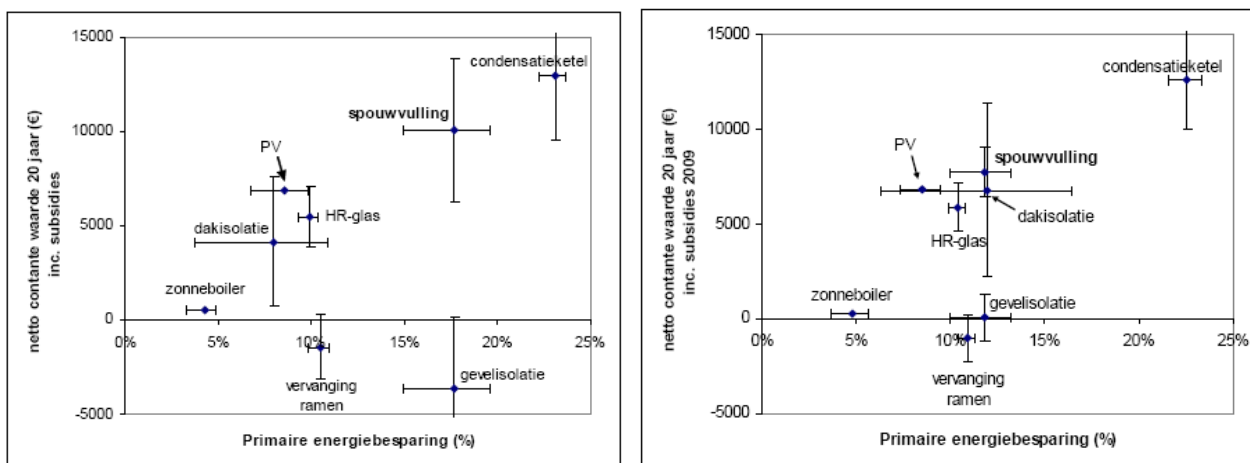 netto contante waarde 20 jaar (€)
inc. subsidies
15000
10000
5000
0
-5000
condensatieketel
spouwvulling
PV
HR-glas
dakisolatie
zonneboiler
0%
5%
10%
15%
20%
25%
vervanging
ramen
gevelisolatie
Primaire energiebesparing (%)
netto contante waarde 20 jaar (€)
inc. subsidies 2009
15000
10000
5000
0
-5000
condensatieketel
PV
spouwvulling
dakisolatie
HR-glas
zonneboiler
gevelisolatie
0%
5%
10%
15%
20%
25%
vervanging
ramen
Primaire energiebesparing (%)